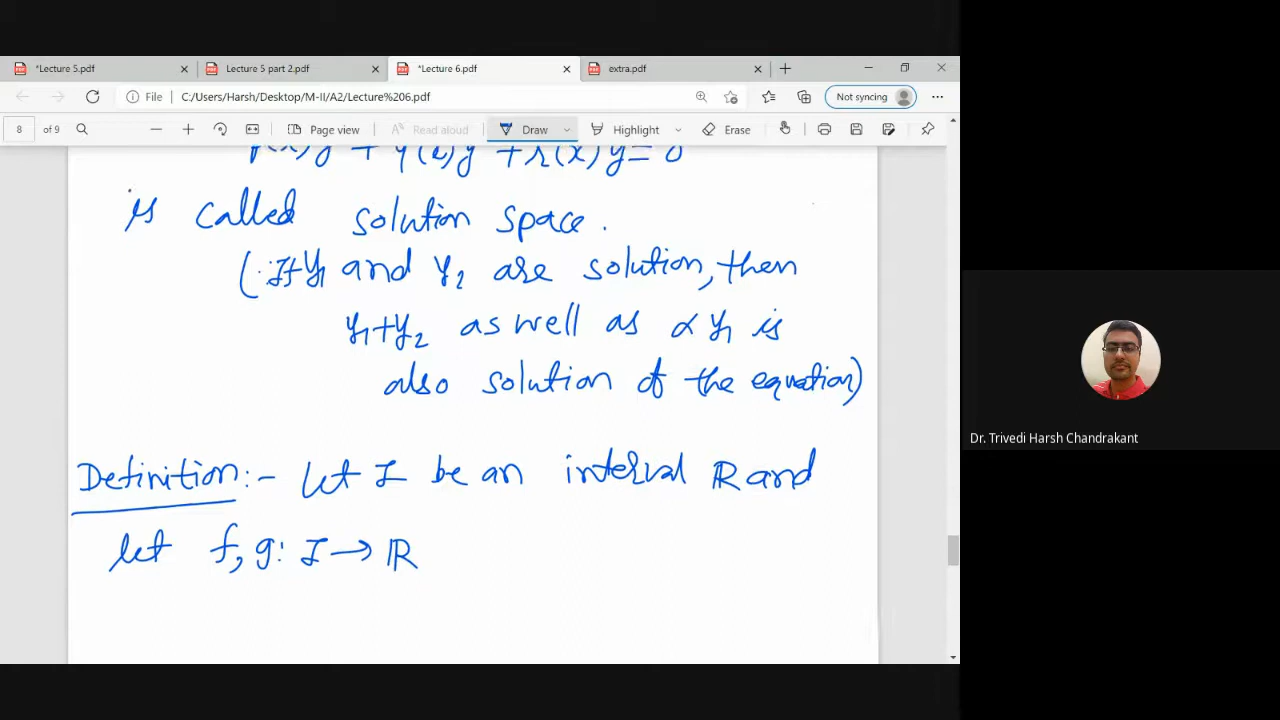 *Lecture 5.pdf
Lecture 5 part 2.pdf
*Lecture 6.pdf
extra.pdf
File
C:/Users/Harsh/Desktop/M-II/A2/Lecture%206.pdf
Not syncing
8 of 9
Page view
Read aloud
Draw
Highlight
Erase
+ r(x) y = 0
is called solution space.
(∵ If y₁ and y₂ are solution, then
y₁+y₂ as well as α y₁ is
also solution of the equation)
Definition:- Let I be an interval ℝ and
let f, g: I → ℝ
Dr. Trivedi Harsh Chandrakant